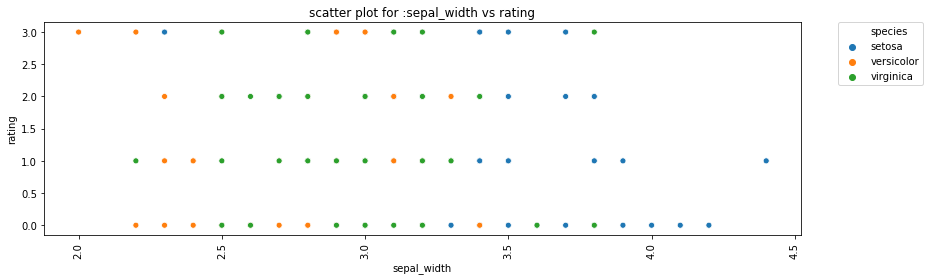 scatter plot for :sepal_width vs rating
species
setosa
versicolor
virginica
rating
3.0
2.5
2.0
1.5
1.0
0.5
0.0
2.0
2.5
3.0
3.5
4.0
4.5
sepal_width